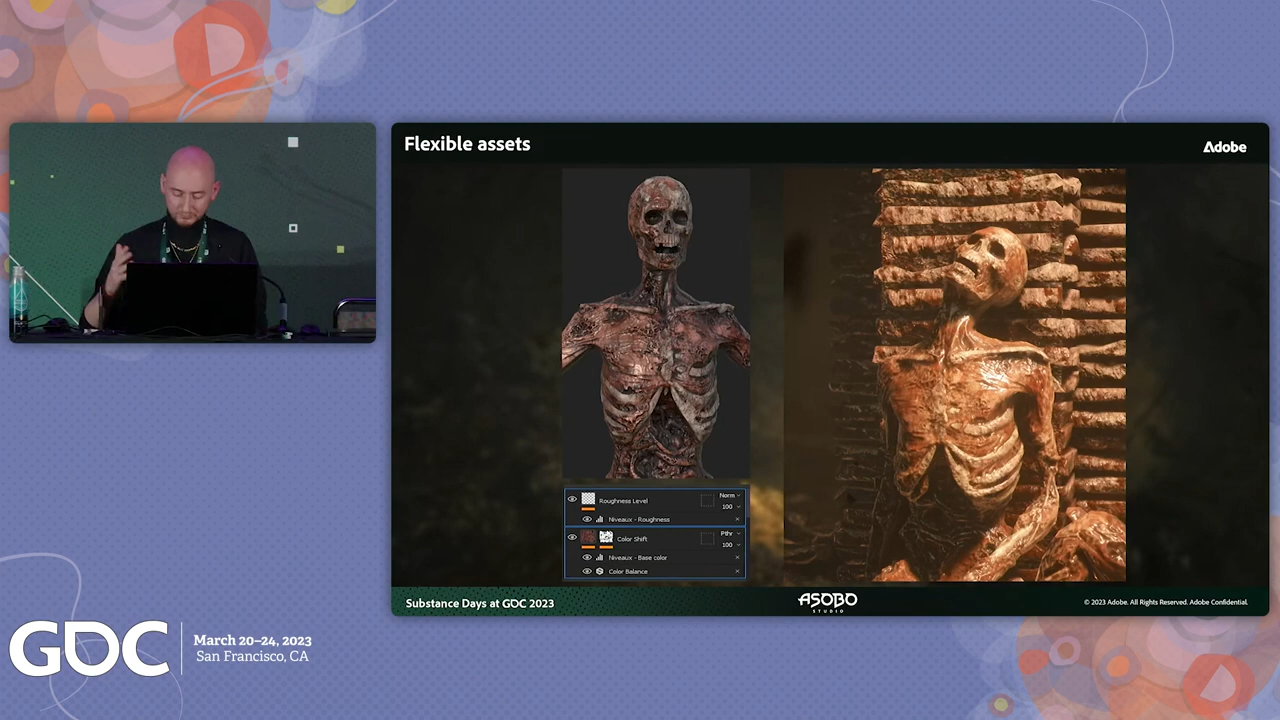 Flexible assets
Adobe
Roughness Level
Norm
100
Niveaux - Roughness
Color Shift
Pthr
100
Niveaux - Base color
Color Balance
Substance Days at GDC 2023
ASOBO
STUDIO
© 2023 Adobe. All Rights Reserved. Adobe Confidential.
GDC
March 20–24, 2023
San Francisco, CA